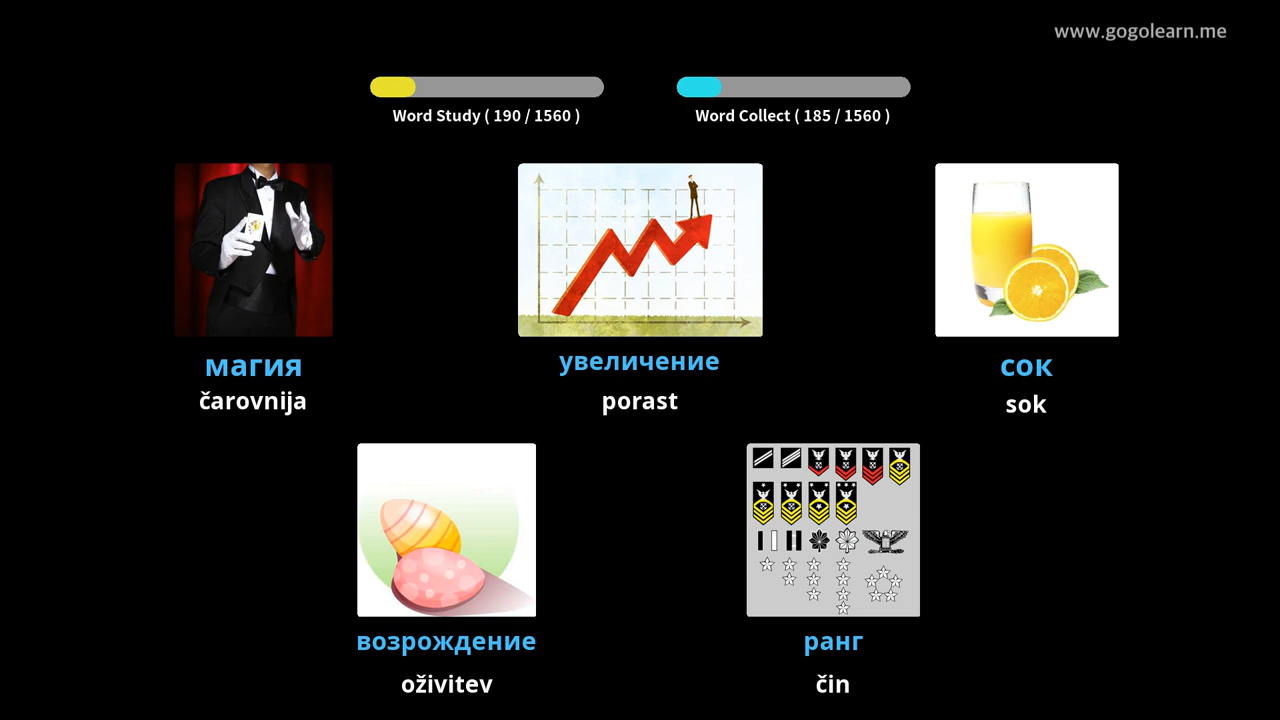 www.gogolearn.me
Word Study ( 190 / 1560 )
Word Collect ( 185 / 1560 )
магия
čarovnija
увеличение
porast
сок
sok
возрождение
oživitev
ранг
čin